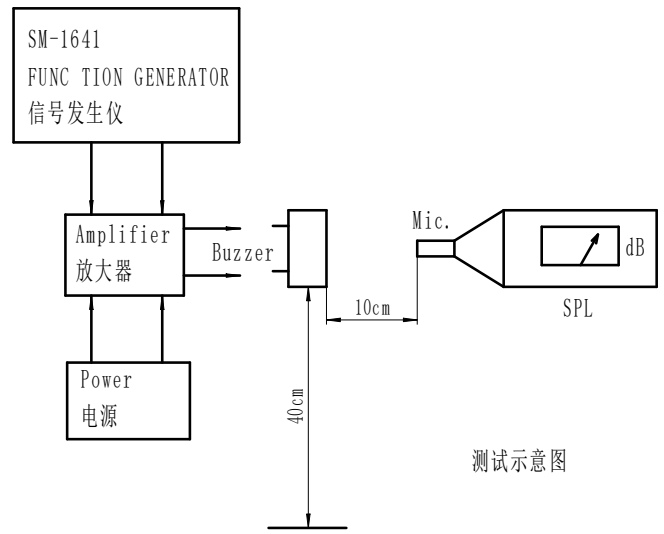 SM-1641
FUNC TION GENERATOR
信号发生仪
Amplifier
放大器
Buzzer
Mic.
dB
SPL
10cm
Power
电源
40cm
测试示意图